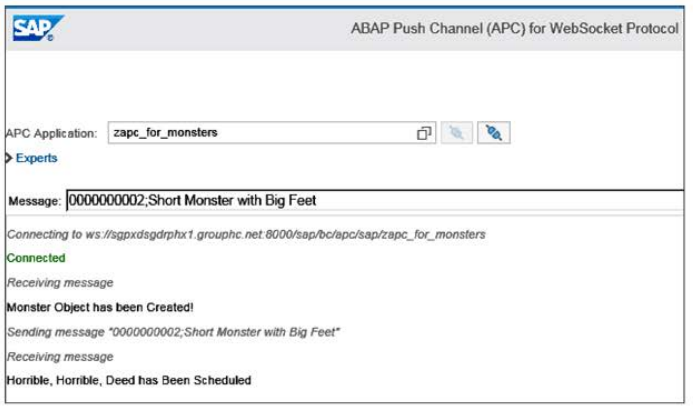 SAP
ABAP Push Channel (APC) for WebSocket Protocol
APC Application: zapc_for_monsters
Experts
Message: 0000000002;Short Monster with Big Feet
Connecting to ws://sgpxdsgdrphx1.grouphc.net:8000/sap/bc/apc/sap/zapc_for_monsters
Connected
Receiving message
Monster Object has been Created!
Sending message "0000000002;Short Monster with Big Feet"
Receiving message
Horrible, Horrible, Deed has Been Scheduled